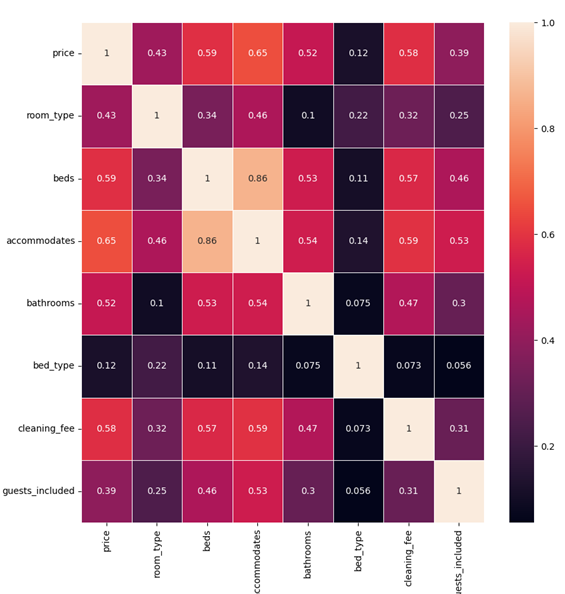 price 1 0.43 0.59 0.65 0.52 0.12 0.58 0.39
room_type 0.43 1 0.34 0.46 0.1 0.22 0.32 0.25
beds 0.59 0.34 1 0.86 0.53 0.11 0.57 0.46
accommodates 0.65 0.46 0.86 1 0.54 0.14 0.59 0.53
bathrooms 0.52 0.1 0.53 0.54 1 0.075 0.47 0.3
bed_type 0.12 0.22 0.11 0.14 0.075 1 0.073 0.056
cleaning_fee 0.58 0.32 0.57 0.59 0.47 0.073 1 0.31
guests_included 0.39 0.25 0.46 0.53 0.3 0.056 0.31 1
price
room_type
beds
ccommodates
bathrooms
bed_type
cleaning_fee
ests_included
1.0
0.8
0.6
0.4
0.2